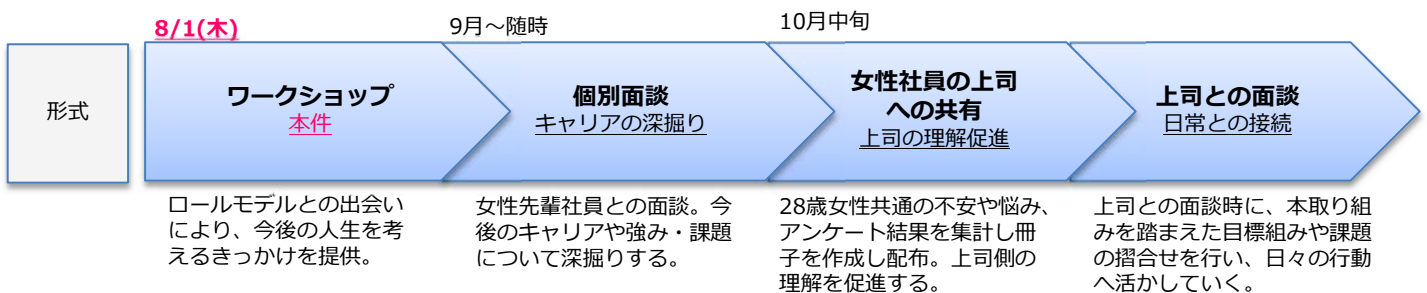 8/1(木)
9月～随時
10月中旬
形式
ワークショップ
本件
個別面談
キャリアの深掘り
女性社員の上司
への共有
上司の理解促進
上司との面談
日常との接続
ロールモデルとの出会い
により、今後の人生を考
えるきっかけを提供。
女性先輩社員との面談。今
後のキャリアや強み・課題
について深掘りする。
28歳女性共通の不安や悩み、
アンケート結果を集計し冊
子を作成し配布。上司側の
理解を促進する。
上司との面談時に、本取り組
みを踏まえた目標組みや課題
の摺合せを行い、日々の行動
へ活かしていく。